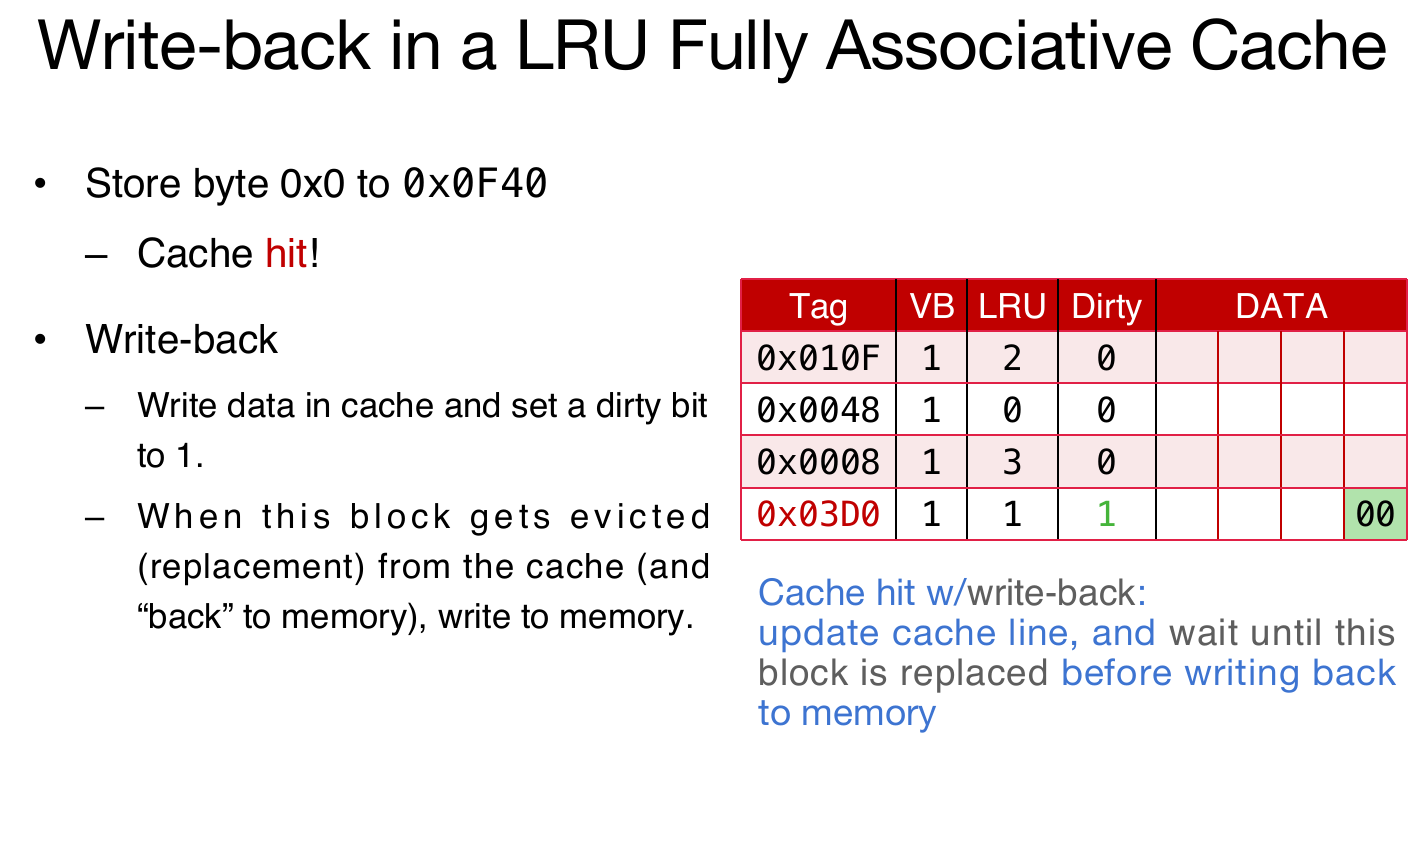 Write-back in a LRU Fully Associative Cache
• Store byte 0x0 to 0x0F40
– Cache hit!
• Write-back
– Write data in cache and set a dirty bit
to 1.
– When this block gets evicted
(replacement) from the cache (and
“back” to memory), write to memory.
Tag VB LRU Dirty DATA
0x010F 1 2 0
0x0048 1 0 0
0x0008 1 3 0
0x03D0 1 1 1 00
Cache hit w/write-back:
update cache line, and wait until this
block is replaced before writing back
to memory